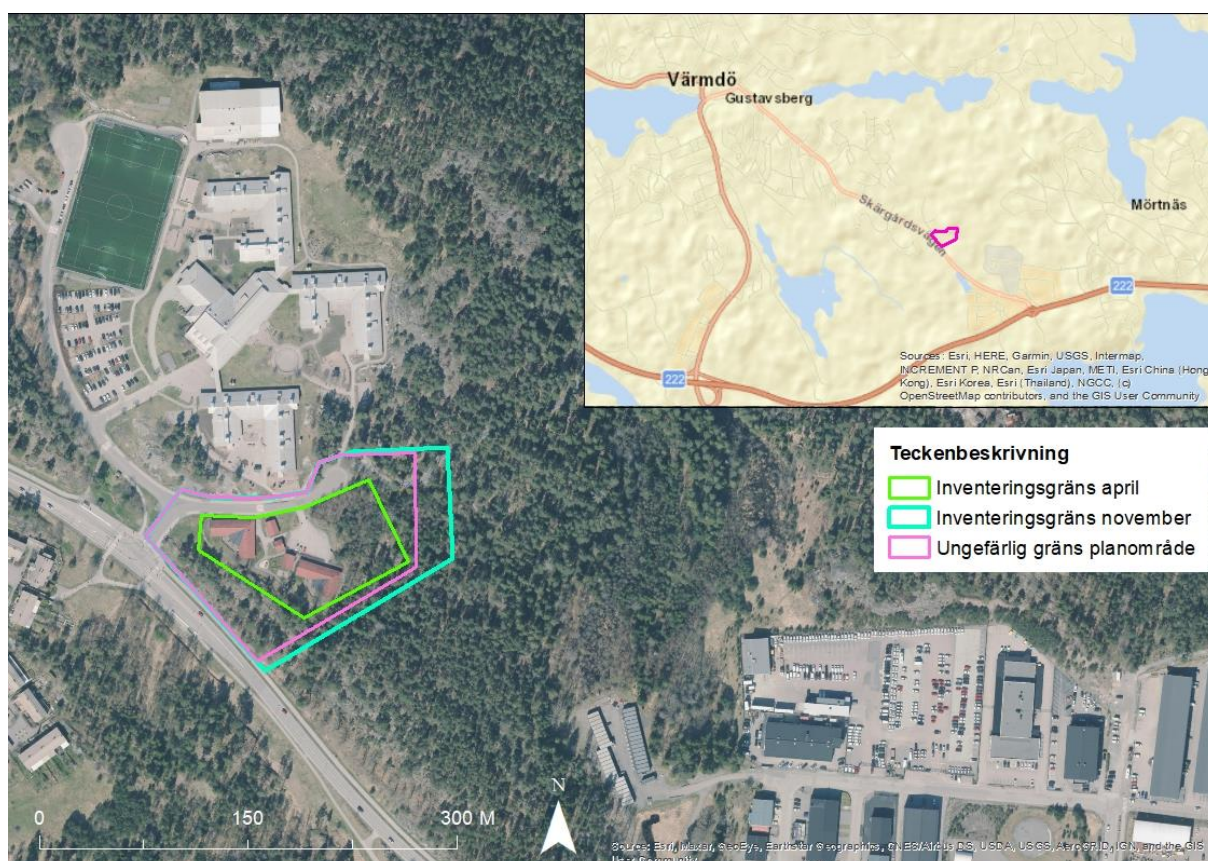 Värmdö
Gustavsberg
Skärgårdsvägen
Mörtnäs
222
222
Sources: Esri, HERE, Garmin, USGS, Intermap,
INCREMENT P, NRCan, Esri Japan, METI, Esri China (Hong
Kong), Esri Korea, Esri (Thailand), NGCC, (c)
OpenStreetMap contributors, and the GIS User Community
Teckenbeskrivning
Inventeringsgräns april
Inventeringsgräns november
Ungefärlig gräns planområde
N
0 150 300 M
Source: Esri, Maxar, GeoEye, Earthstar Geographics, CNES/Airbus DS, USDA, USGS, AeroGRID, IGN, and the GIS
User Community